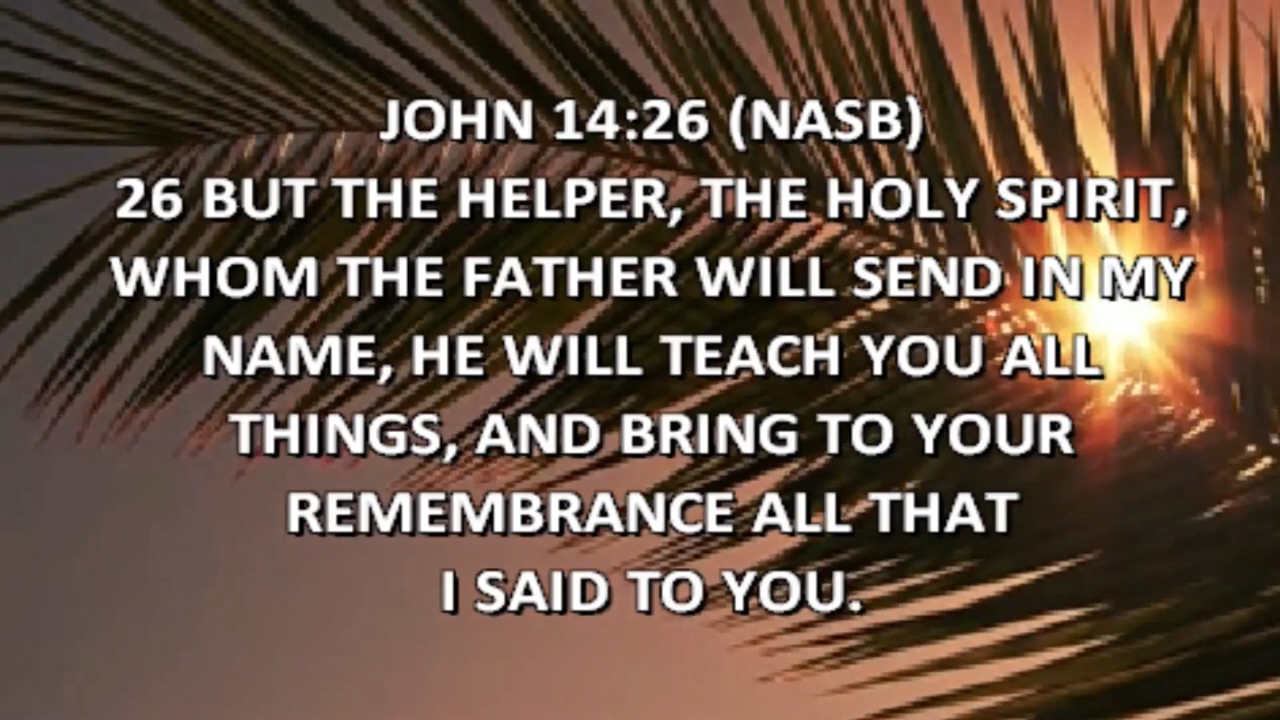 JOHN 14:26 (NASB)
26 BUT THE HELPER, THE HOLY SPIRIT,
WHOM THE FATHER WILL SEND IN MY
NAME, HE WILL TEACH YOU ALL
THINGS, AND BRING TO YOUR
REMEMBRANCE ALL THAT
I SAID TO YOU.